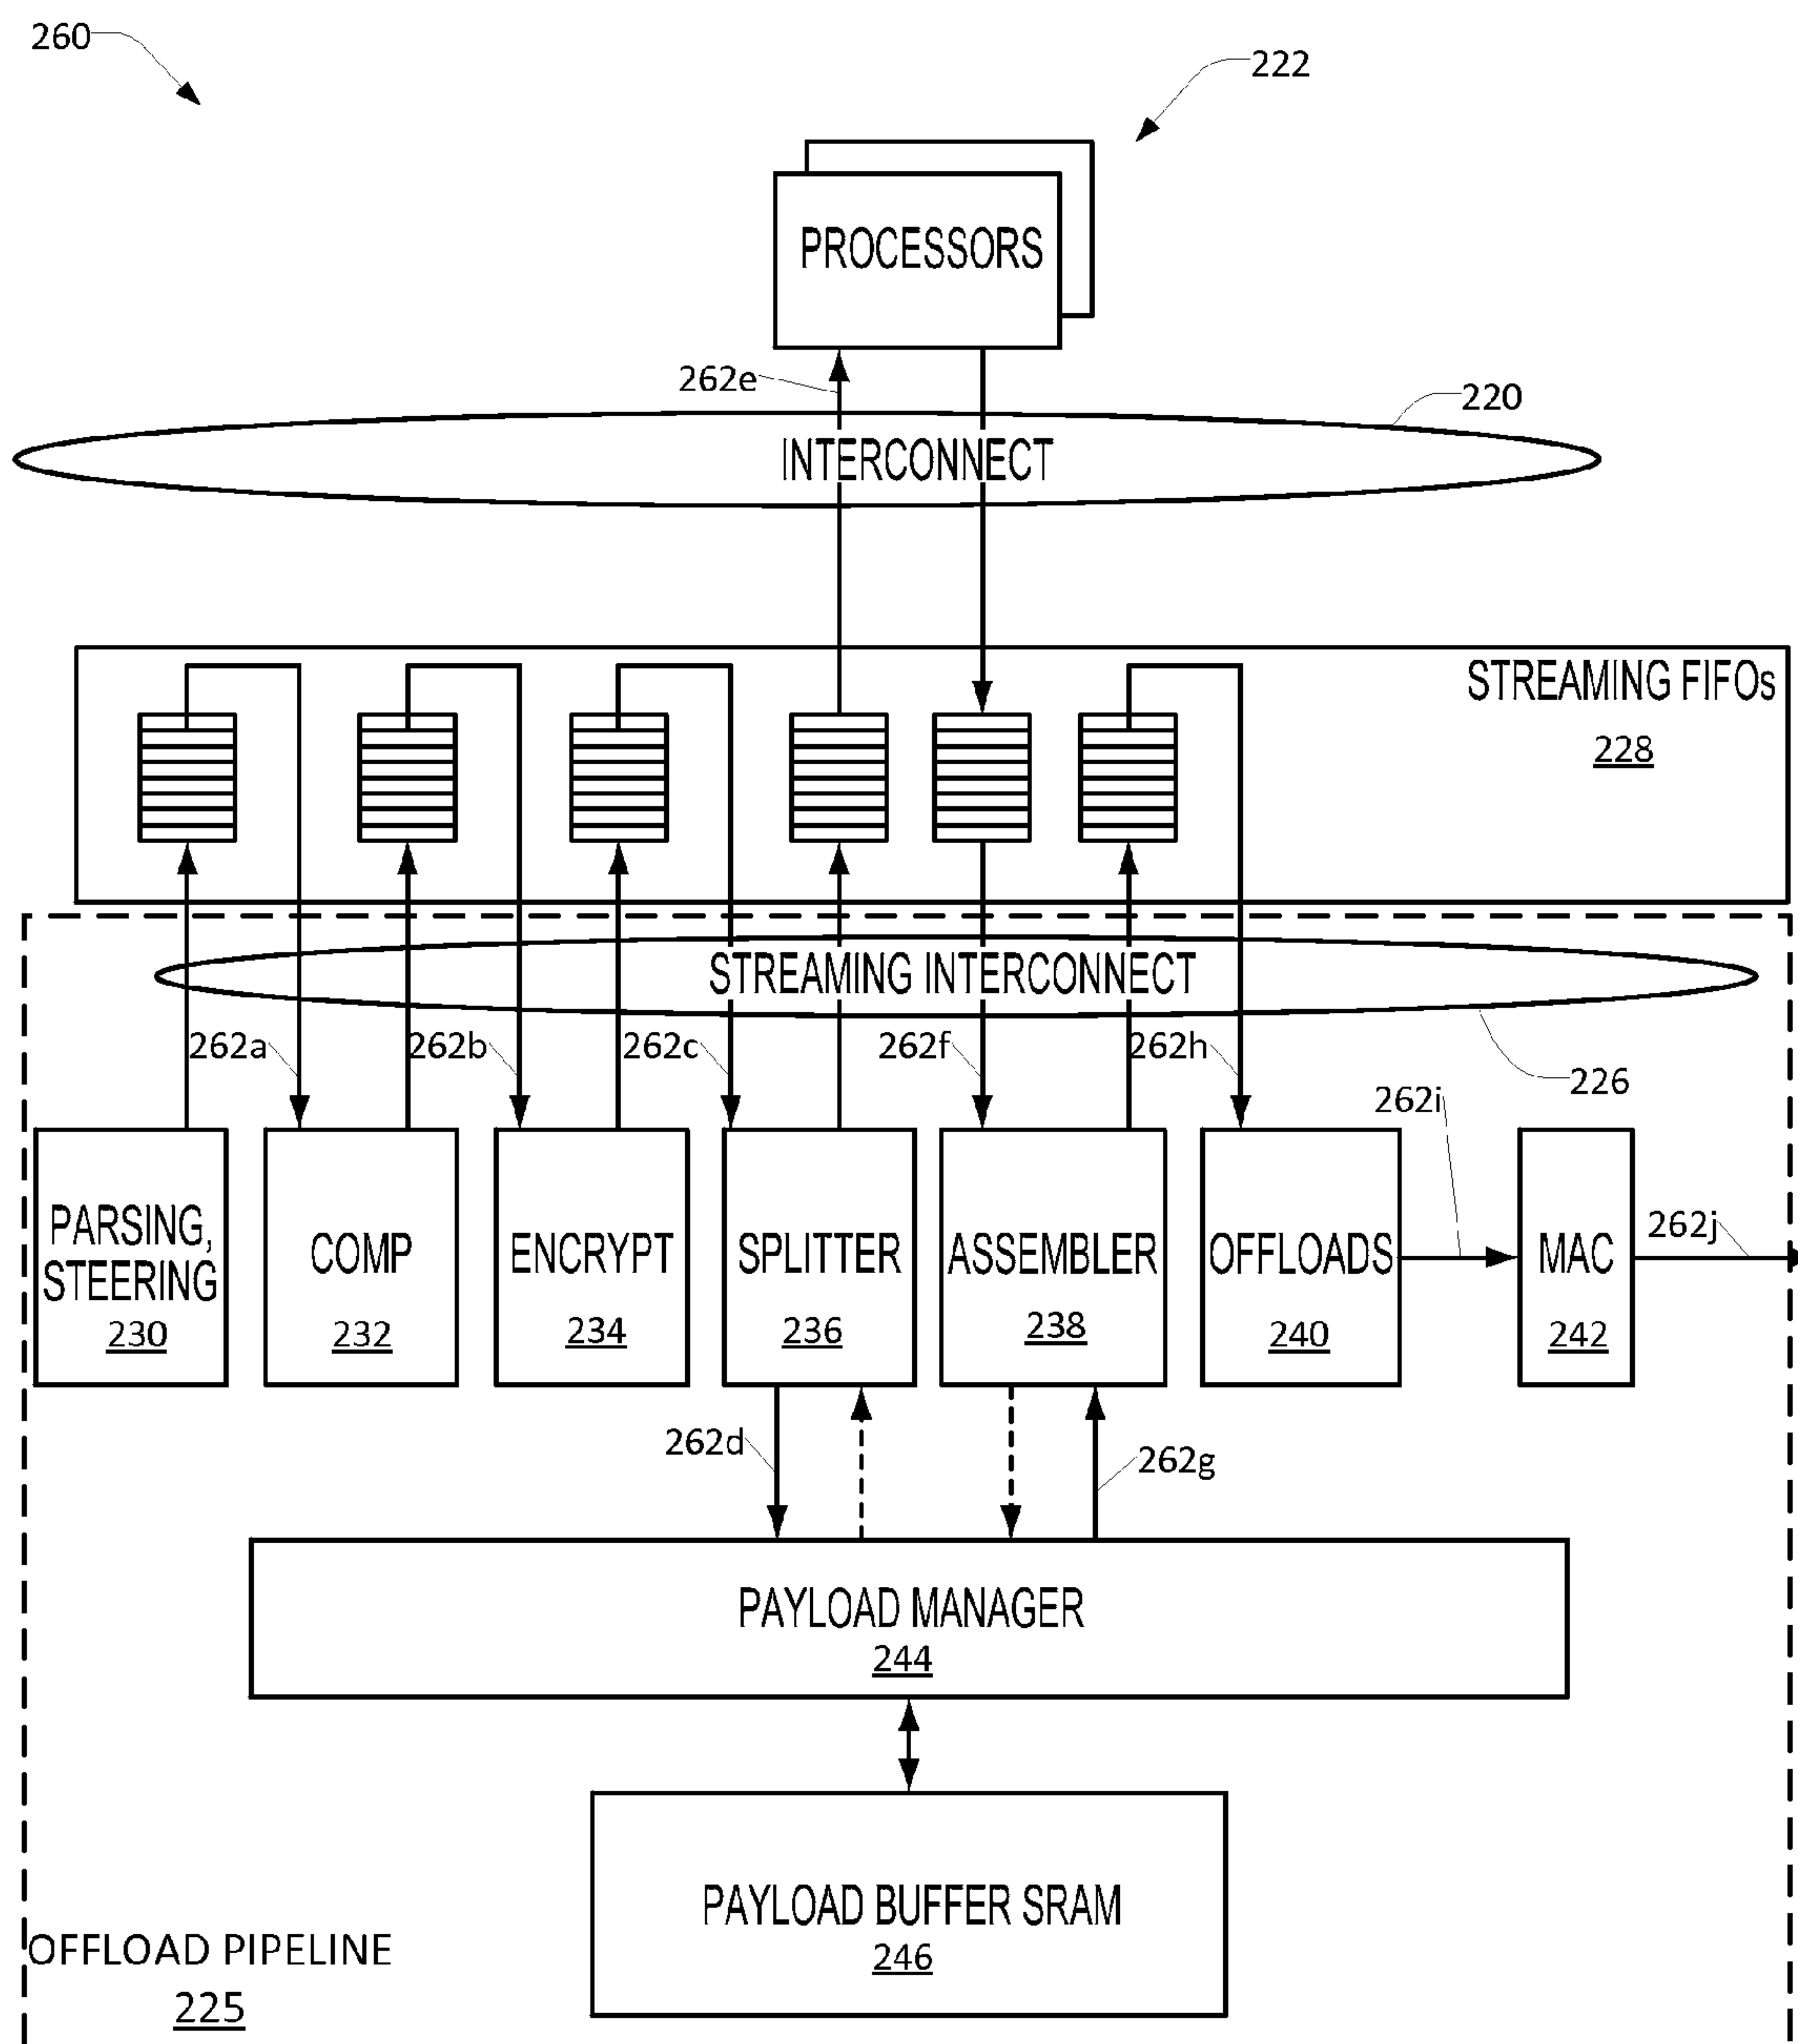 260
222
PROCESSORS
262e
220
INTERCONNECT
STREAMING FIFOs
228
STREAMING INTERCONNECT
262a
262b
262c
262f
262h
226
262i
PARSING,
STEERING
230
COMP
232
ENCRYPT
234
SPLITTER
236
ASSEMBLER
238
OFFLOADS
240
MAC
242
262j
262d
262g
PAYLOAD MANAGER
244
PAYLOAD BUFFER SRAM
246
OFFLOAD PIPELINE
225